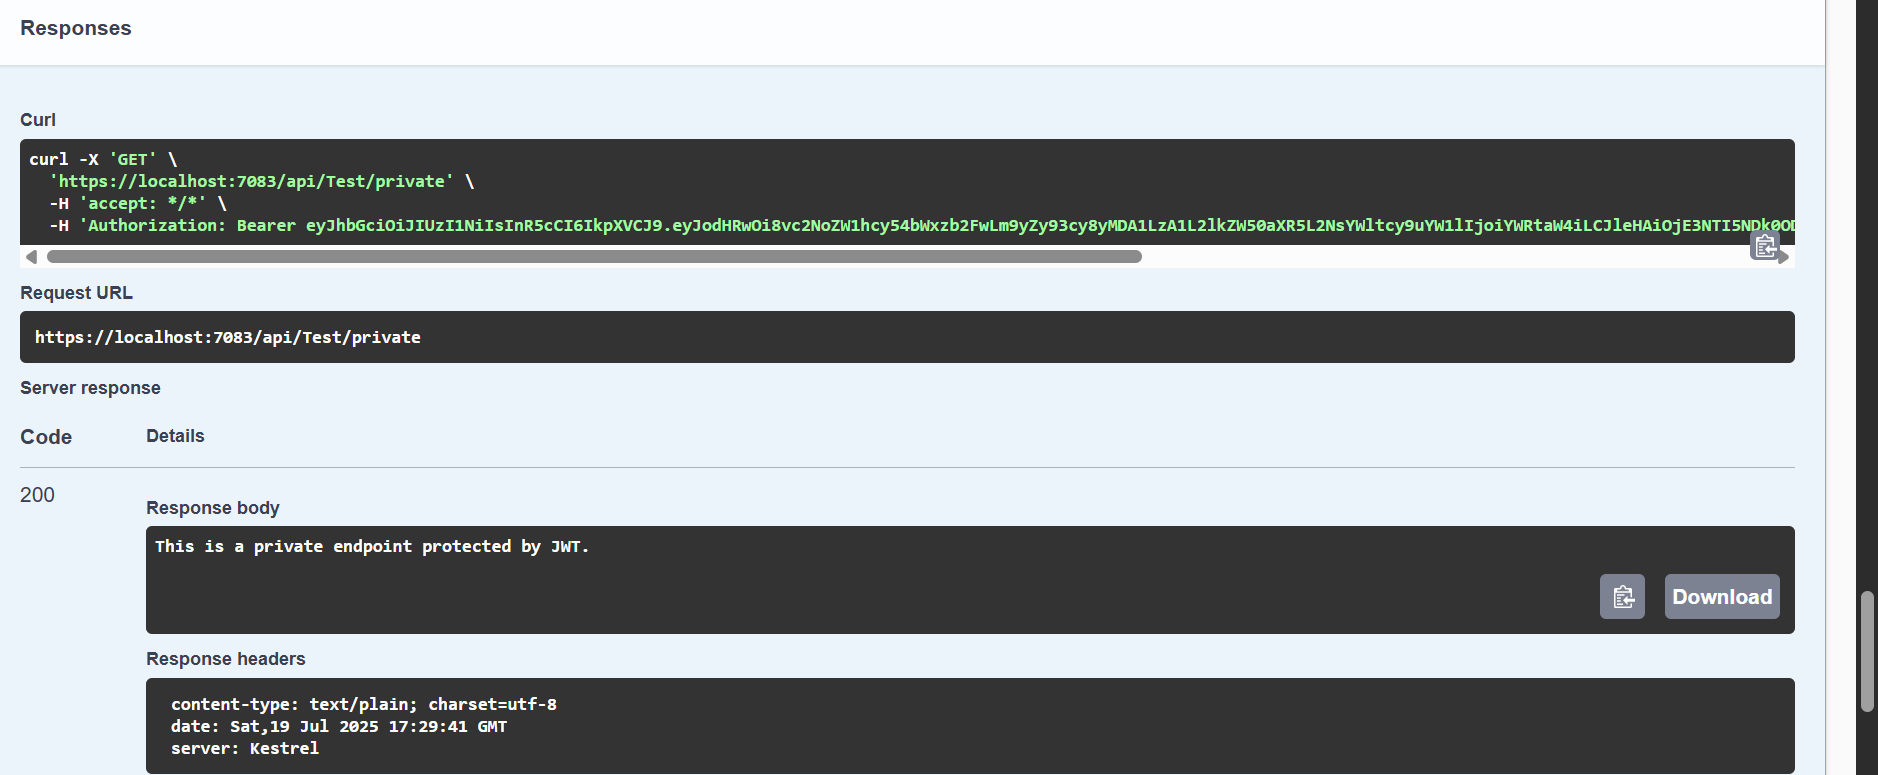 Responses
Curl
curl -X 'GET' \
'https://localhost:7083/api/Test/private' \
-H 'accept: */*' \
-H 'Authorization: Bearer eyJhbGciOiJIUzI1NiIsInR5cCI6IkpXVCJ9.eyJodHRwOi8vc2NoZW1hcy54bWxzb2FwLm9yZy93cy8yMDA1LzA1L2lkZW50aXR5L2NsYWltcy9uYW1lIjoiYWRtaW4iLCJleHAiOjE3NTI5NDk0OD
Request URL
https://localhost:7083/api/Test/private
Server response
Code Details
200
Response body
This is a private endpoint protected by JWT.
Download
Response headers
content-type: text/plain; charset=utf-8
date: Sat,19 Jul 2025 17:29:41 GMT
server: Kestrel